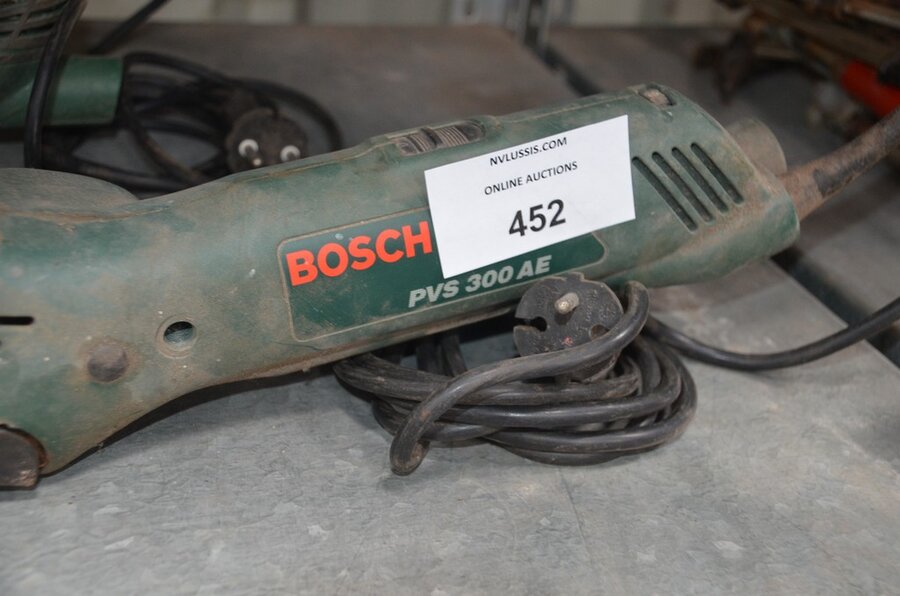 NVLUSSIS.COM
ONLINE AUCTIONS
452
BOSCH
PVS 300 AE